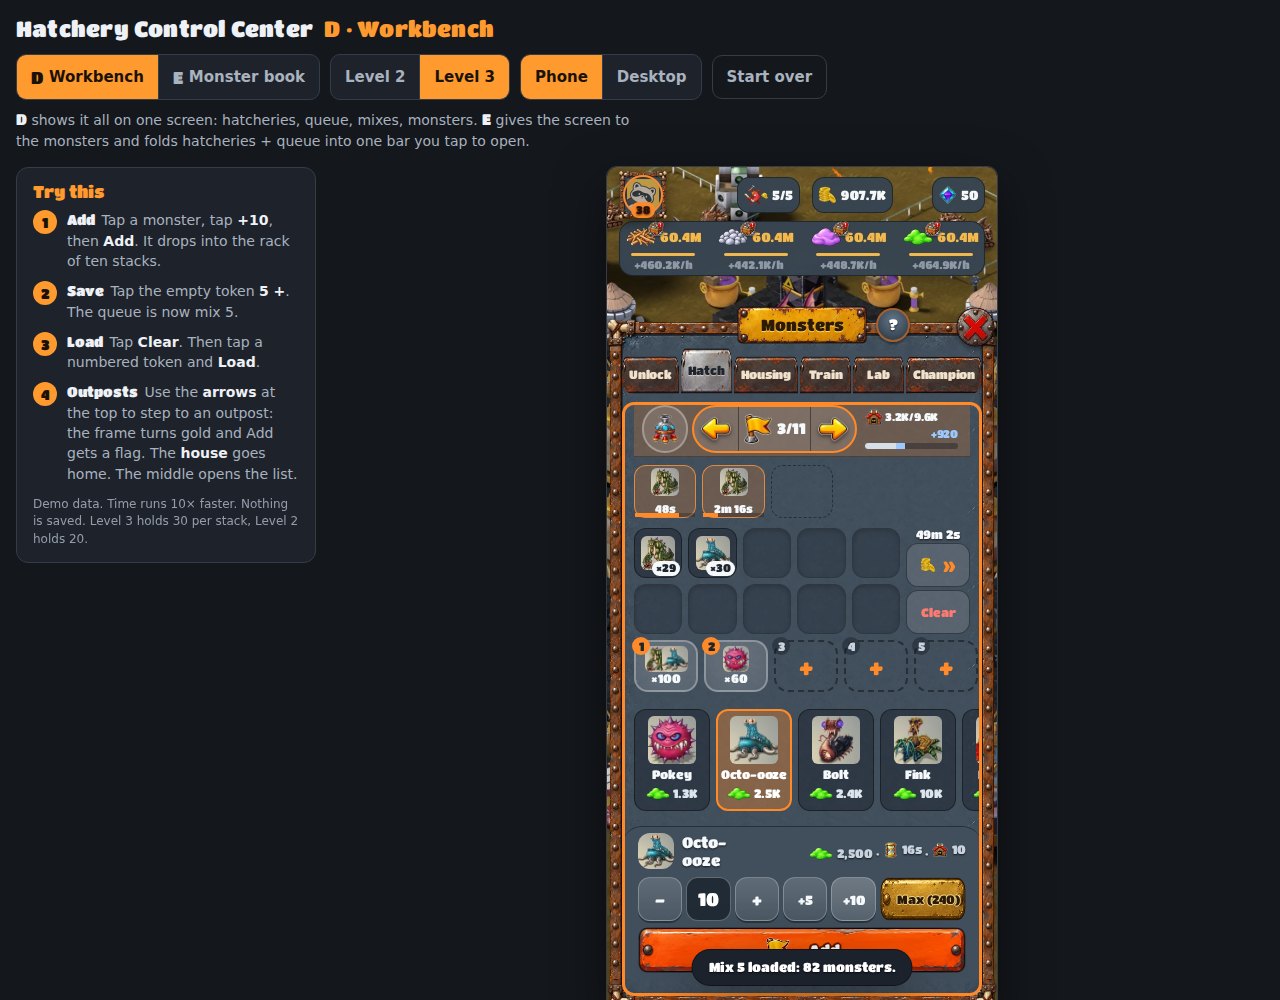 Hatchery Control Center D · Workbench
D Workbench
E Monster book
Level 2
Level 3
Phone
Desktop
Start over
D shows it all on one screen: hatcheries, queue, mixes, monsters. E gives the screen to
the monsters and folds hatcheries + queue into one bar you tap to open.
Try this
1 Add Tap a monster, tap +10,
then Add. It drops into the rack
of ten stacks.
2 Save Tap the empty token 5 +.
The queue is now mix 5.
3 Load Tap Clear. Then tap a
numbered token and Load.
4 Outposts Use the arrows at
the top to step to an outpost:
the frame turns gold and Add
gets a flag. The house goes
home. The middle opens the list.
Demo data. Time runs 10× faster. Nothing
is saved. Level 3 holds 30 per stack, Level 2
holds 20.
30
5/5
907.7K
50
60.4M
60.4M
60.4M
60.4M
+460.2K/h
+442.1K/h
+448.7K/h
+464.9K/h
Monsters
?
Unlock
Hatch
Housing
Train
Lab
Champion
3/11
3.2K/9.6K
+920
48s
2m 16s
×29
×30
49m 2s
»
Clear
1
×100
2
×60
3
+
4
+
5
+
Pokey
1.3K
Octo-ooze
2.5K
Bolt
2.4K
Fink
10K
Octo-
ooze
2,500 · 16s · 10
−
10
+
+5
+10
Max (240)
Add
Mix 5 loaded: 82 monsters.